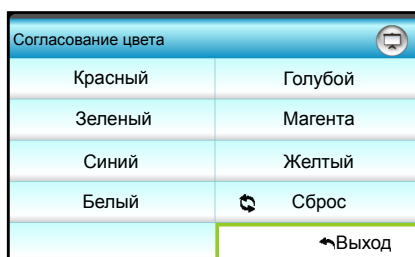 Согласование цвета
Красный Голубой
Зеленый Магента
Синий Желтый
Белый Сброс
Выход